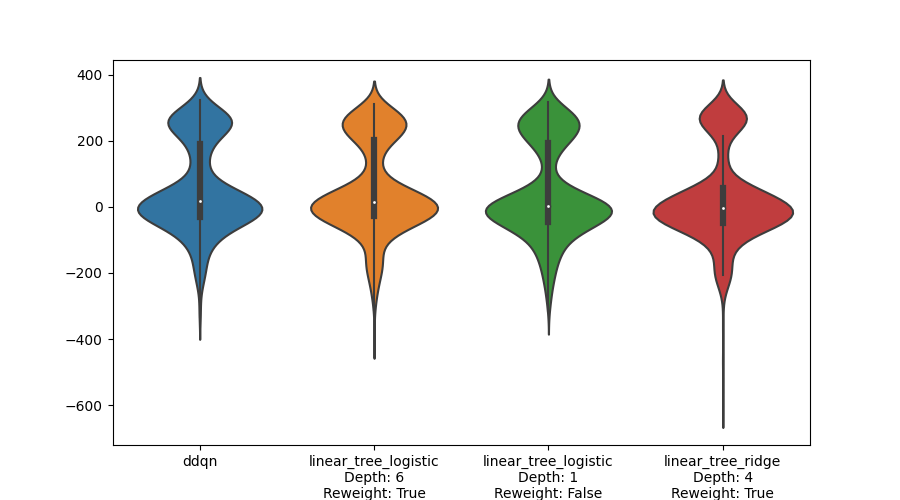 400
200
0
−200
−400
−600
ddqn
linear_tree_logistic
Depth: 6
Reweight: True
linear_tree_logistic
Depth: 1
Reweight: False
linear_tree_ridge
Depth: 4
Reweight: True